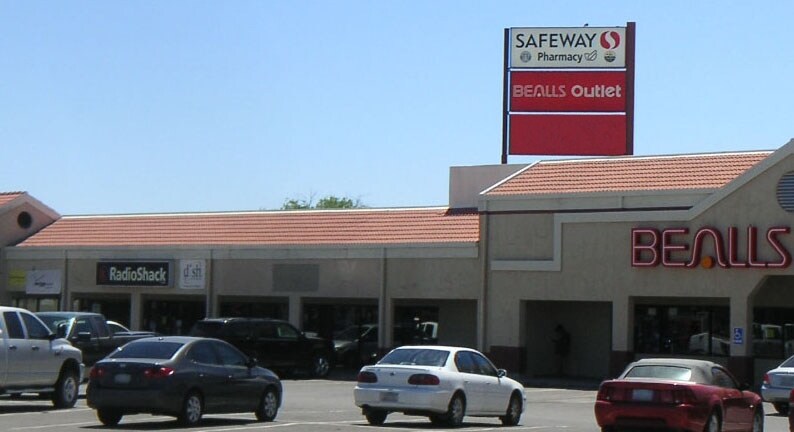 SAFEWAY
Pharmacy
BEALLS Outlet
RadioShack
dish
BEALLS